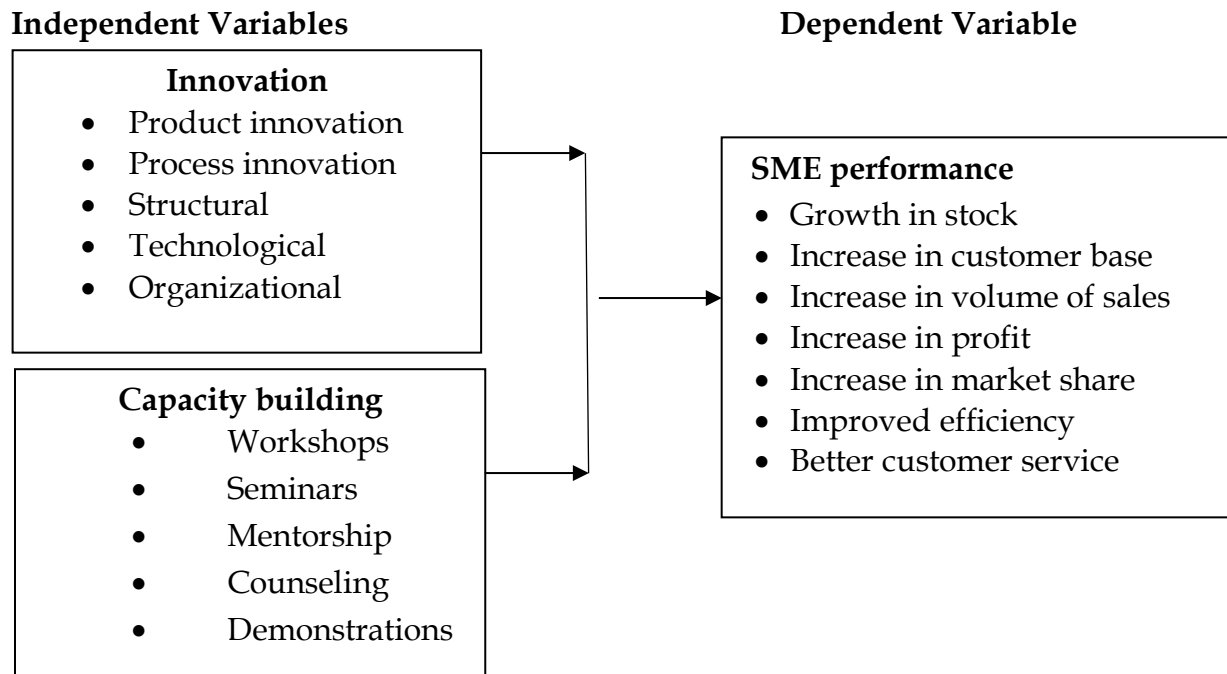 Independent Variables
Dependent Variable
Innovation
• Product innovation
• Process innovation
• Structural
• Technological
• Organizational
Capacity building
• Workshops
• Seminars
• Mentorship
• Counseling
• Demonstrations
SME performance
• Growth in stock
• Increase in customer base
• Increase in volume of sales
• Increase in profit
• Increase in market share
• Improved efficiency
• Better customer service